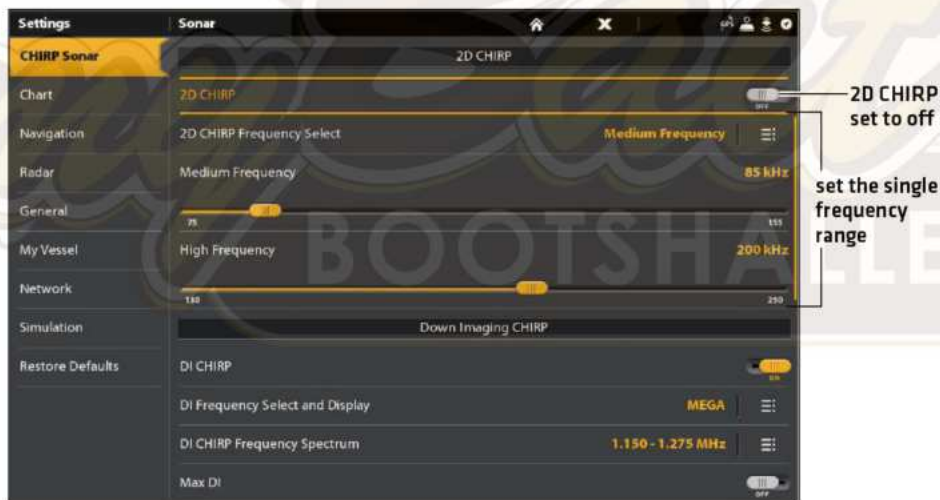 Settings
Sonar
CHIRP Sonar
2D CHIRP
Chart
2D CHIRP
OFF
2D CHIRP
set to off
Navigation
2D CHIRP Frequency Select
Medium Frequency
Radar
Medium Frequency
85 kHz
set the single
frequency
range
General
75
155
My Vessel
High Frequency
200 kHz
BOOTSHALLE
Network
130
250
Simulation
Down Imaging CHIRP
Restore Defaults
DI CHIRP
ON
DI Frequency Select and Display
MEGA
DI CHIRP Frequency Spectrum
1.150 - 1.275 MHz
Max DI
OFF